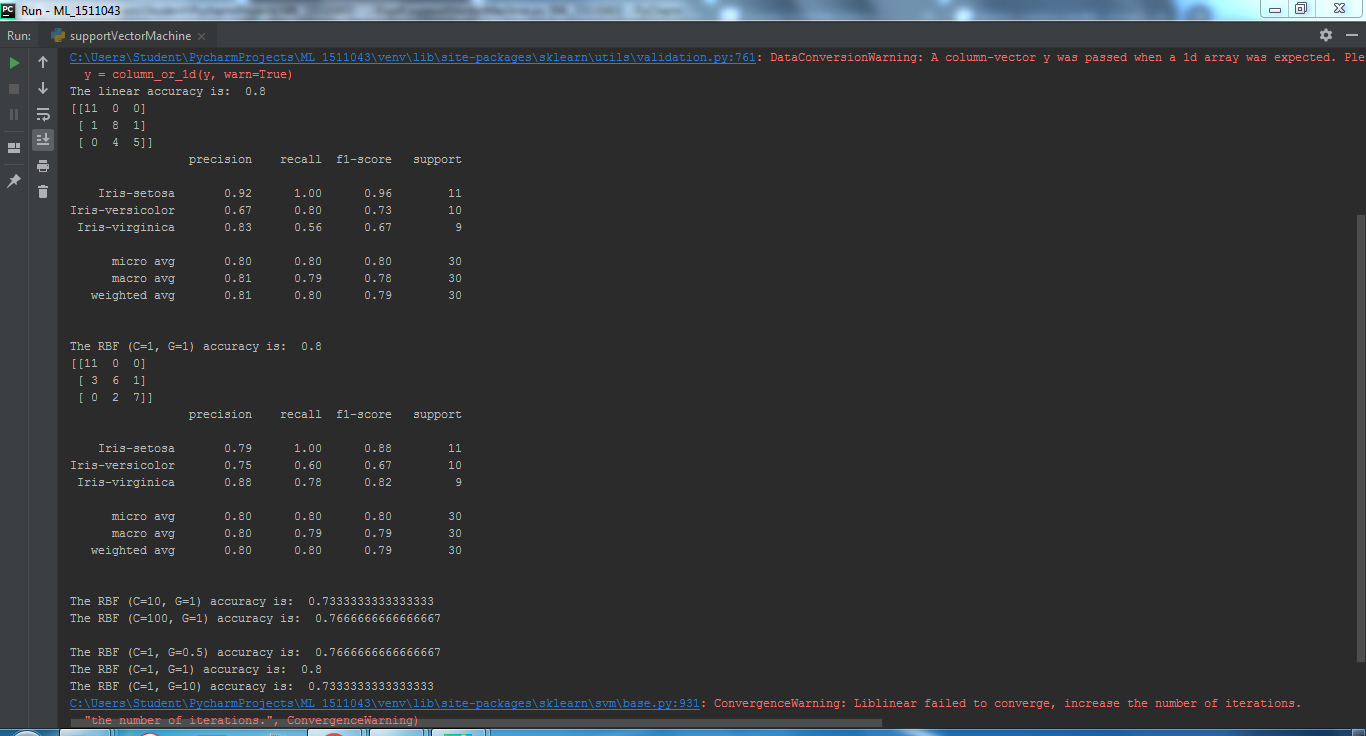 Run - ML_1511043
Run: supportVectorMachine
C:\Users\Student\PycharmProjects\ML_1511043\venv\lib\site-packages\sklearn\utils\validation.py:761: DataConversionWarning: A column-vector y was passed when a 1d array was expected. Ple
y = column_or_1d(y, warn=True)
The linear accuracy is:  0.8
[[11  0  0]
[ 1  8  1]
[ 0  4  5]]
precision    recall  f1-score   support
Iris-setosa       0.92      1.00      0.96        11
Iris-versicolor       0.67      0.80      0.73        10
Iris-virginica       0.83      0.56      0.67         9
micro avg       0.80      0.80      0.80        30
macro avg       0.81      0.79      0.78        30
weighted avg       0.81      0.80      0.79        30
The RBF (C=1, G=1) accuracy is:  0.8
[[11  0  0]
[ 3  6  1]
[ 0  2  7]]
precision    recall  f1-score   support
Iris-setosa       0.79      1.00      0.88        11
Iris-versicolor       0.75      0.60      0.67        10
Iris-virginica       0.88      0.78      0.82         9
micro avg       0.80      0.80      0.80        30
macro avg       0.80      0.79      0.79        30
weighted avg       0.80      0.80      0.79        30
The RBF (C=10, G=1) accuracy is:  0.7333333333333333
The RBF (C=100, G=1) accuracy is:  0.7666666666666667
The RBF (C=1, G=0.5) accuracy is:  0.7666666666666667
The RBF (C=1, G=1) accuracy is:  0.8
The RBF (C=1, G=10) accuracy is:  0.7333333333333333
C:\Users\Student\PycharmProjects\ML_1511043\venv\lib\site-packages\sklearn\svm\base.py:931: ConvergenceWarning: Liblinear failed to converge, increase the number of iterations.
"the number of iterations.", ConvergenceWarning)